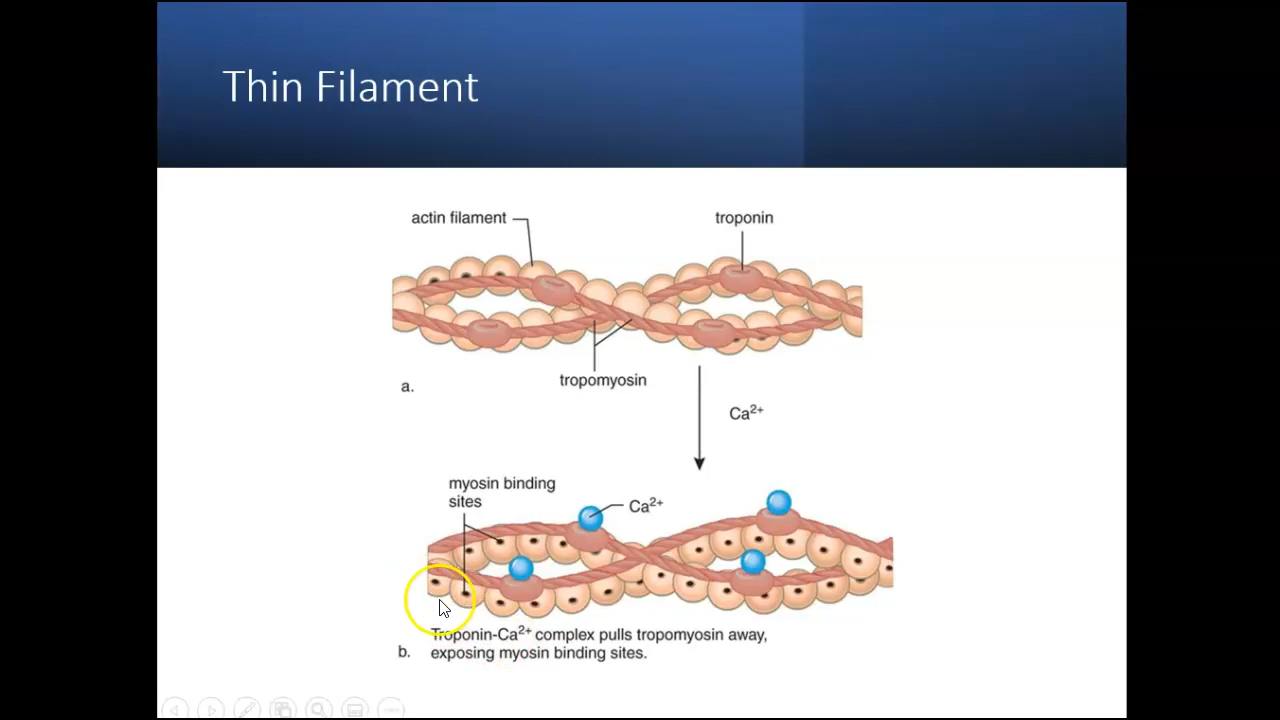 Thin Filament
actin filament
troponin
tropomyosin
a.
Ca²⁺
myosin binding
sites
Ca²⁺
Troponin-Ca²⁺ complex pulls tropomyosin away,
b. exposing myosin binding sites.